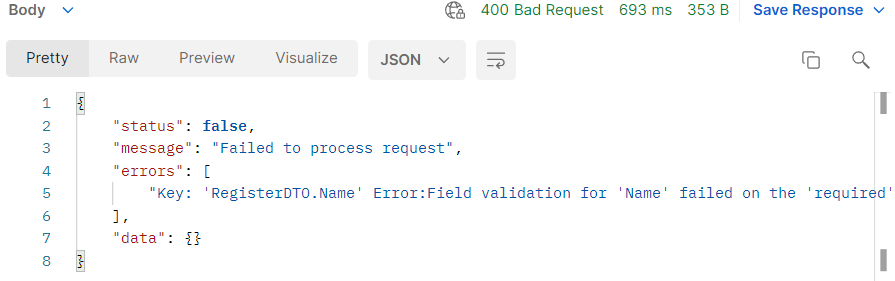 Body 400 Bad Request 693 ms 353 B Save Response
Pretty Raw Preview Visualize JSON
1 {
2 "status": false,
3 "message": "Failed to process request",
4 "errors": [
5 "Key: 'RegisterDTO.Name' Error:Field validation for 'Name' failed on the 'required'
6 ],
7 "data": {}
8 }